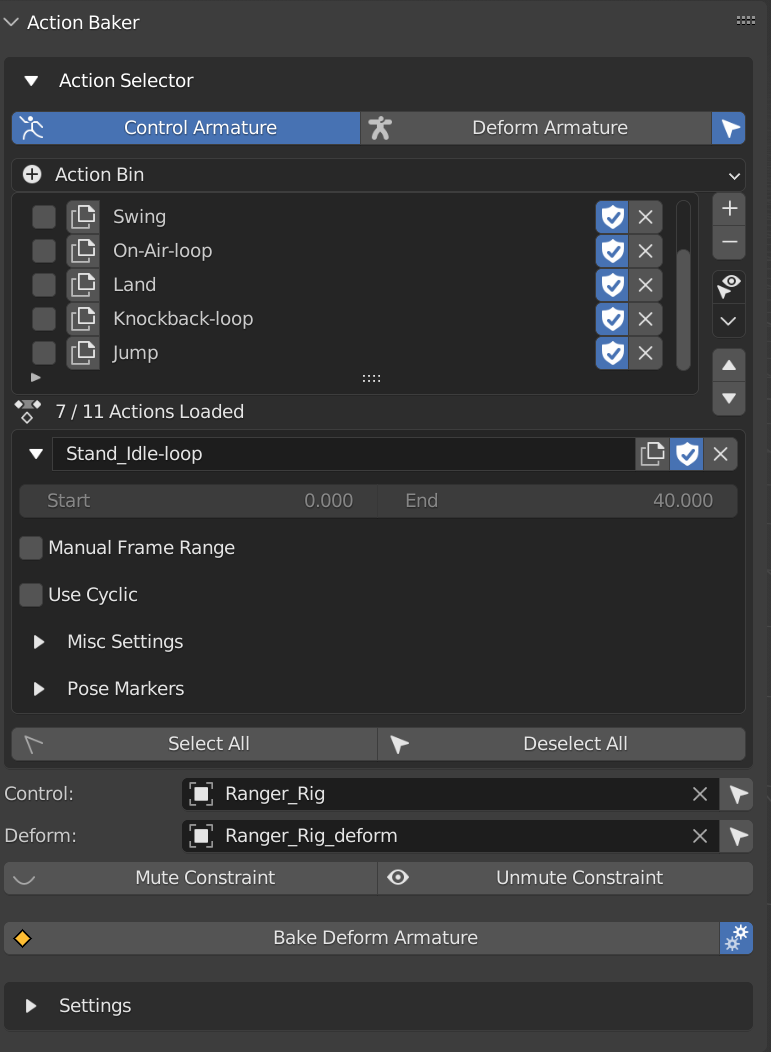 Action Baker
Action Selector
Control Armature Deform Armature
Action Bin
Swing
On-Air-loop
Land
Knockback-loop
Jump
7 / 11 Actions Loaded
Stand_Idle-loop
Start 0.000 End 40.000
Manual Frame Range
Use Cyclic
Misc Settings
Pose Markers
Select All Deselect All
Control: Ranger_Rig
Deform: Ranger_Rig_deform
Mute Constraint Unmute Constraint
Bake Deform Armature
Settings